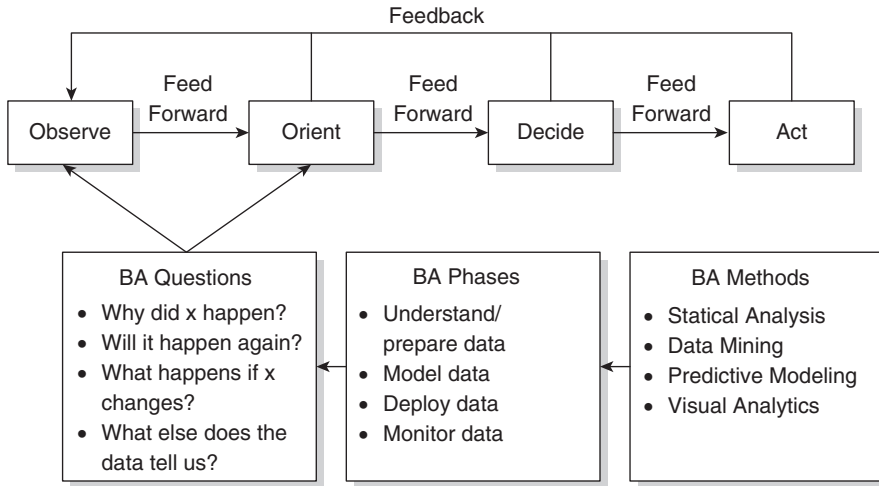 Feedback
Feed
Forward
Feed
Forward
Feed
Forward
Observe
Orient
Decide
Act
BA Questions
• Why did x happen?
• Will it happen again?
• What happens if x
changes?
• What else does the
data tell us?
BA Phases
• Understand/
prepare data
• Model data
• Deploy data
• Monitor data
BA Methods
• Statical Analysis
• Data Mining
• Predictive Modeling
• Visual Analytics